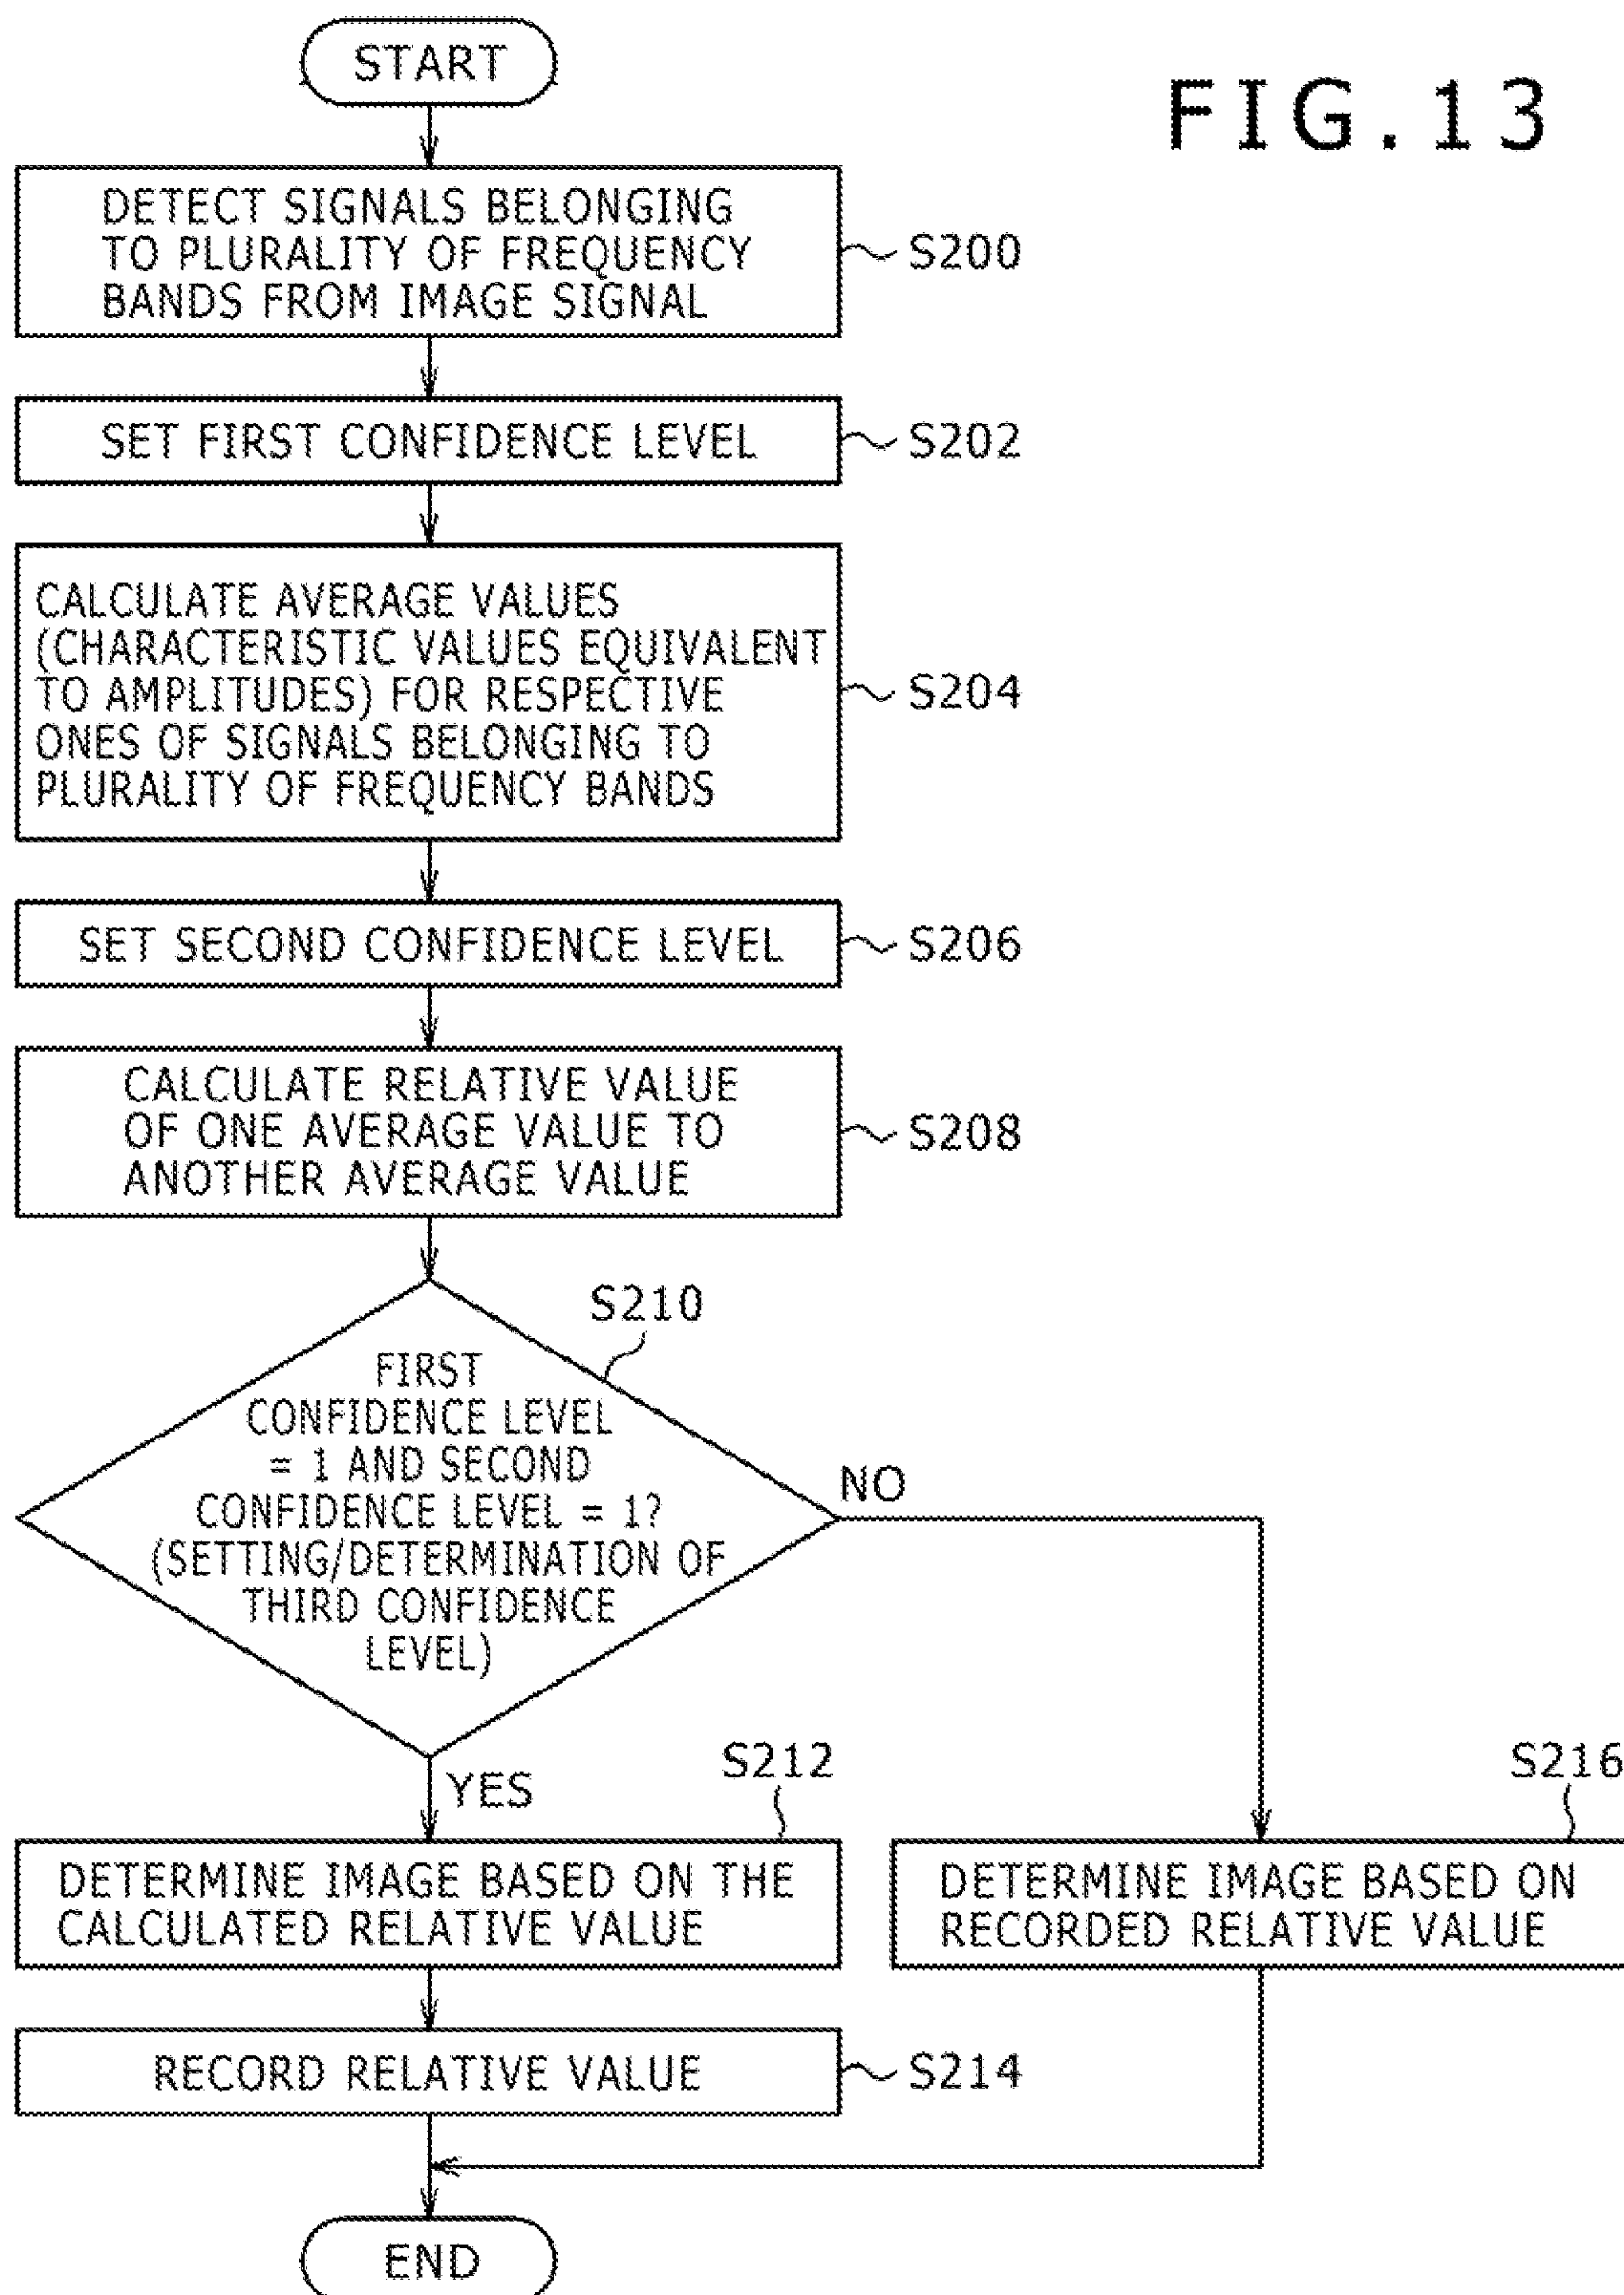 FIG.13
START
DETECT SIGNALS BELONGING
TO PLURALITY OF FREQUENCY
BANDS FROM IMAGE SIGNAL
S200
SET FIRST CONFIDENCE LEVEL
S202
CALCULATE AVERAGE VALUES
(CHARACTERISTIC VALUES EQUIVALENT
TO AMPLITUDES) FOR RESPECTIVE
ONES OF SIGNALS BELONGING TO
PLURALITY OF FREQUENCY BANDS
S204
SET SECOND CONFIDENCE LEVEL
S206
CALCULATE RELATIVE VALUE
OF ONE AVERAGE VALUE TO
ANOTHER AVERAGE VALUE
S208
S210
FIRST
CONFIDENCE LEVEL
= 1 AND SECOND
CONFIDENCE LEVEL = 1?
(SETTING/DETERMINATION OF
THIRD CONFIDENCE
LEVEL)
NO
YES
S212
DETERMINE IMAGE BASED ON THE
CALCULATED RELATIVE VALUE
S216
DETERMINE IMAGE BASED ON
RECORDED RELATIVE VALUE
RECORD RELATIVE VALUE
S214
END